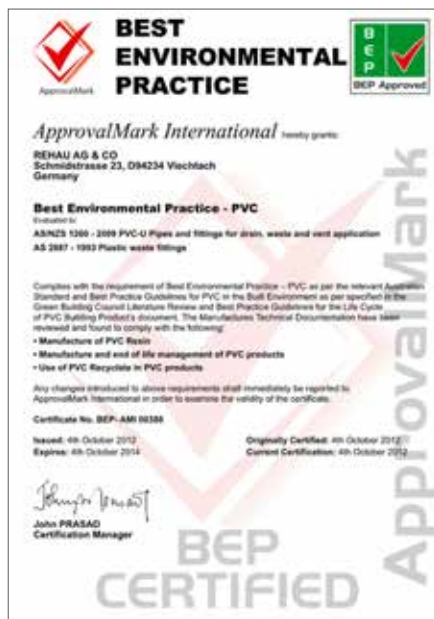 BEST
ENVIRONMENTAL
PRACTICE
ApprovalMark
BEP
BEP Approved
ApprovalMark International hereby grants:
REHAU AG & CO
Schmidstrasse 23, D94234 Viechtach
Germany
Best Environmental Practice - PVC
Evaluated to:
AS/NZS 1260 - 2009 PVC-U Pipes and fittings for drain, waste and vent application
AS 2887 - 1993 Plastic waste fittings
Complies with the requirement of Best Environmental Practice – PVC as per the relevant Australian
Standard and Best Practice Guidelines for PVC in the Built Environment as per specified in the
Green Building Council Literature Review and Best Practice Guidelines for the Life Cycle
of PVC Building Product's document. The Manufactures Technical Documentation have been
reviewed and found to comply with the following:
• Manufacture of PVC Resin
• Manufacture and end of life management of PVC products
• Use of PVC Recyclate in PVC products
Any changes introduced to above requirements shall immediately be reported to
ApprovalMark International in order to examine the validity of the certificate.
Certificate No. BEP- AMI 00388
Issued: 4th October 2012 Originally Certified: 4th October 2012
Expires: 4th October 2014 Current Certification: 4th October 2012
John PRASAD
Certification Manager
BEP
CERTIFIED
ApprovalMark